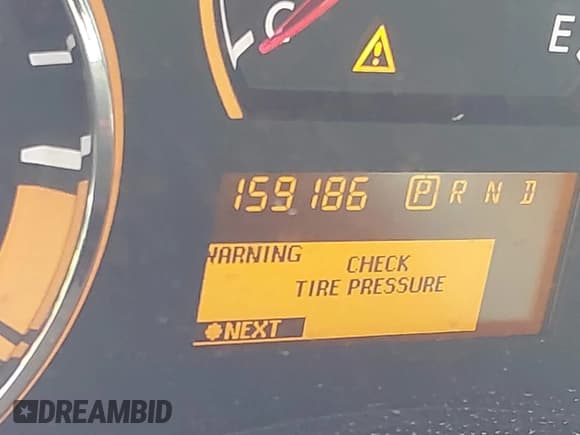 C
E
159186 P R N D
WARNING
CHECK
TIRE PRESSURE
NEXT
DREAMBID